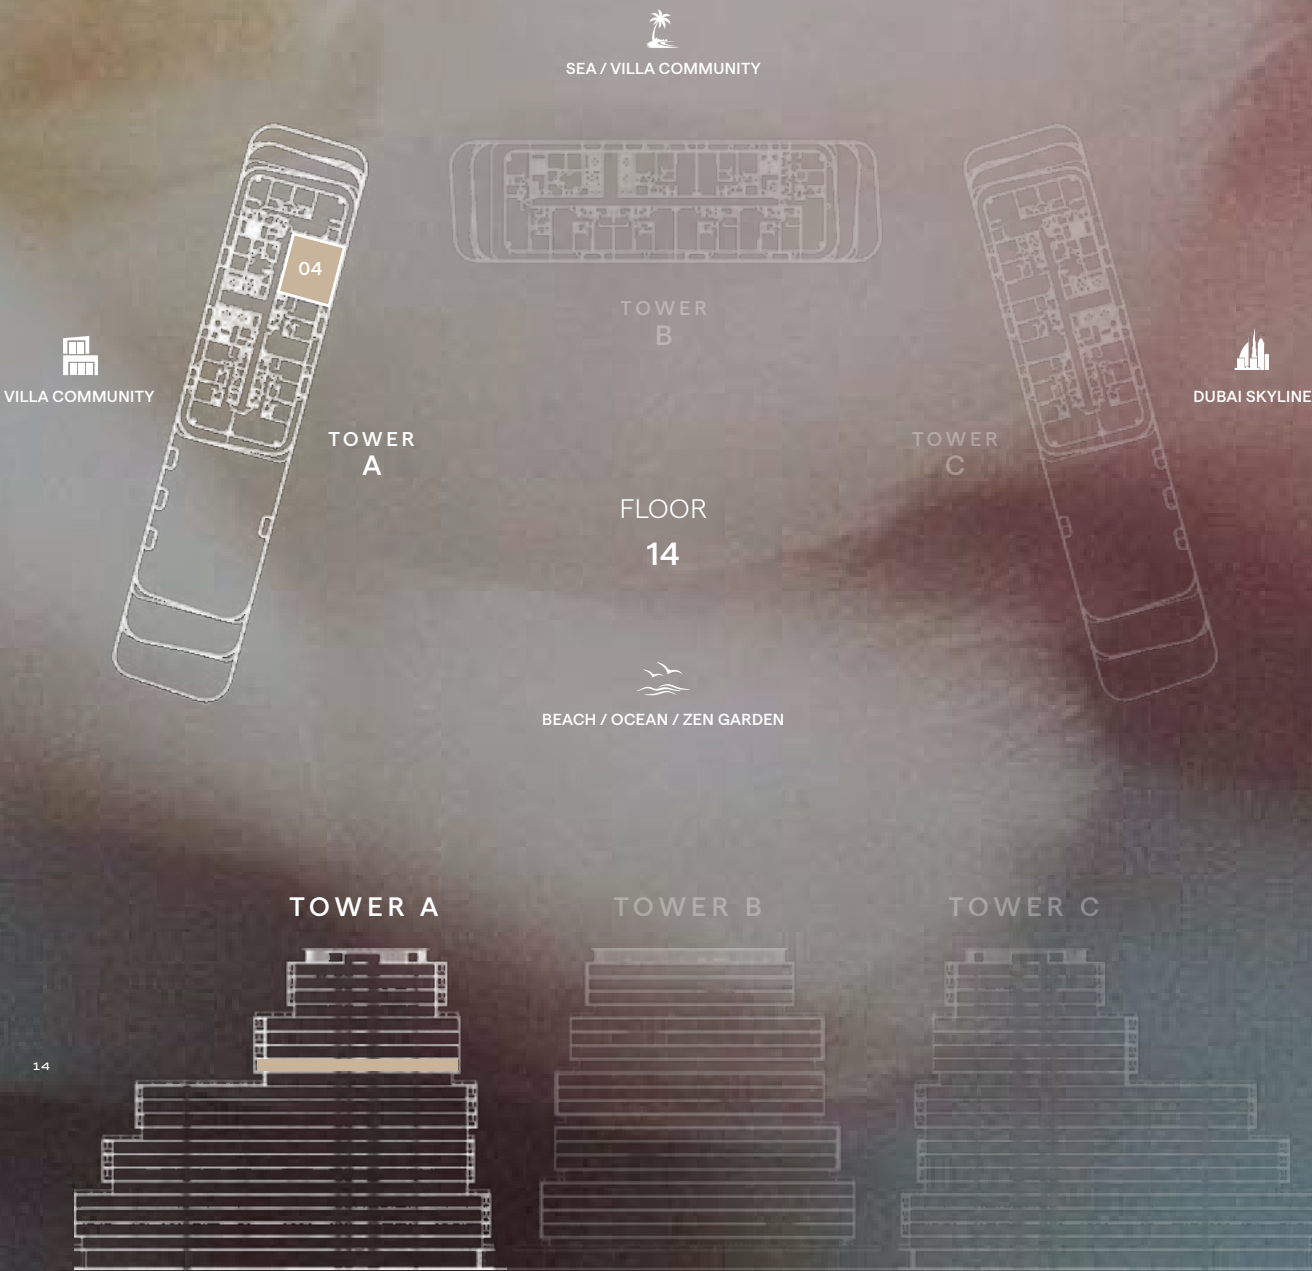 SEA / VILLA COMMUNITY
04
TOWER
B
VILLA COMMUNITY
DUBAI SKYLINE
TOWER
A
TOWER
C
FLOOR
14
BEACH / OCEAN / ZEN GARDEN
TOWER A
TOWER B
TOWER C
14